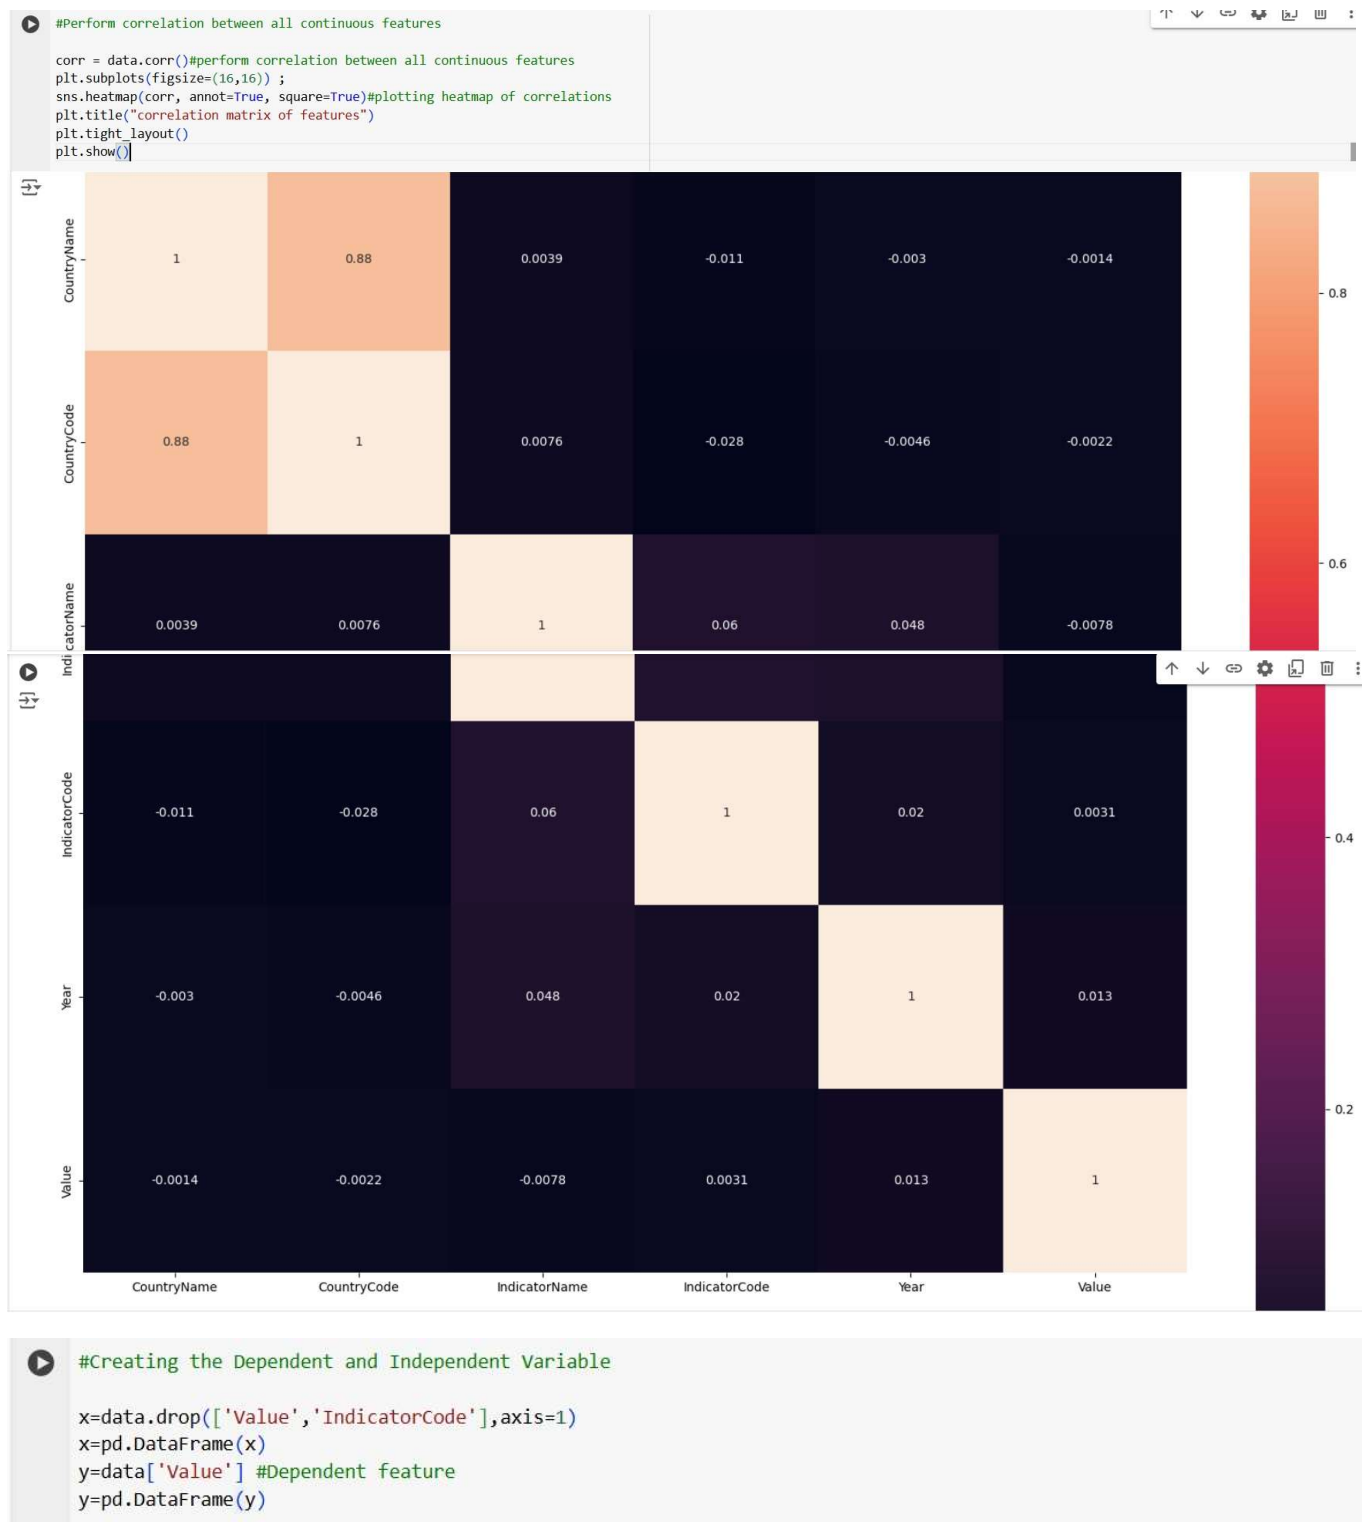 #Perform correlation between all continuous features
corr = data.corr()#perform correlation between all continuous features
plt.subplots(figsize=(16,16)) ;
sns.heatmap(corr, annot=True, square=True)#plotting heatmap of correlations
plt.title("correlation matrix of features")
plt.tight_layout()
plt.show()
CountryName 1 0.88 0.0039 -0.011 -0.003 -0.0014
0.8
CountryCode 0.88 1 0.0076 -0.028 -0.0046 -0.0022
0.6
IndicatorName 0.0039 0.0076 1 0.06 0.048 -0.0078
IndicatorCode -0.011 -0.028 0.06 1 0.02 0.0031
0.4
Year -0.003 -0.0046 0.048 0.02 1 0.013
0.2
Value -0.0014 -0.0022 -0.0078 0.0031 0.013 1
CountryName CountryCode IndicatorName IndicatorCode Year Value
#Creating the Dependent and Independent Variable
x=data.drop(['Value','IndicatorCode'],axis=1)
x=pd.DataFrame(x)
y=data['Value'] #Dependent feature
y=pd.DataFrame(y)